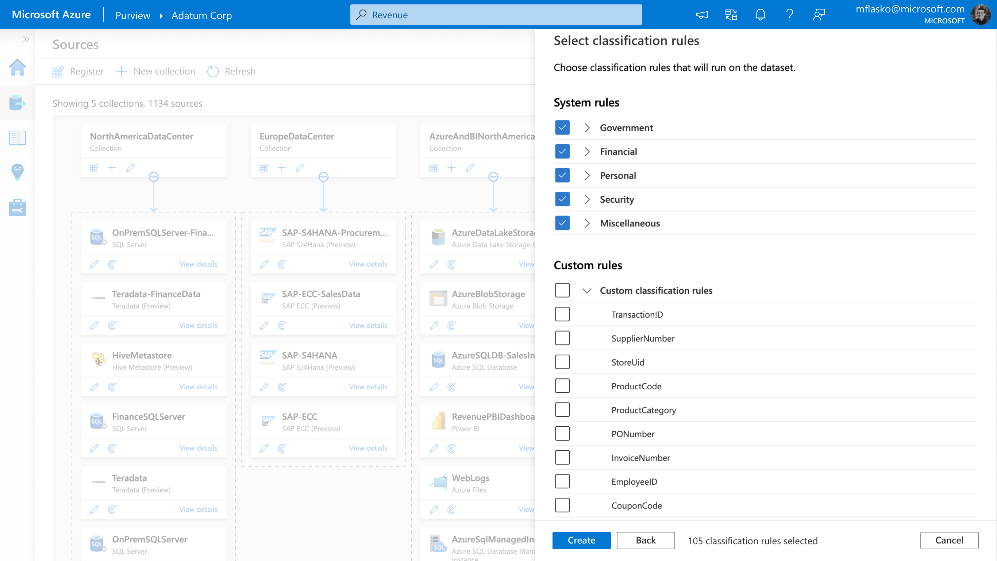 Microsoft Azure
Purview
Adatum Corp
Revenue
mflasko@microsoft.com
MICROSOFT
Sources
Register
New collection
Refresh
Showing 5 collections, 1134 sources
NorthAmericaDataCenter
Collection
OnPremSQLServer-Fina...
SQL Server
View details
Teradata-FinanceData
Teradata (Preview)
View details
HiveMetastore
Hive Metastore (Preview)
View details
FinanceSQLServer
SQL Server
View details
Teradata
Teradata (Preview)
View details
OnPremSQLServer
SQL Server
EuropeDataCenter
Collection
SAP-S4HANA-Procurem...
SAP S/4Hana (Preview)
View details
SAP-ECC-SalesData
SAP ECC (Preview)
View details
SAP-S4HANA
SAP S/4Hana (Preview)
View details
SAP-ECC
SAP ECC (Preview)
View details
AzureAndBINorthAmerica
Collection
AzureDataLakeStora
Azure Data Lake Storage
View
AzureBlobStorage
Azure Blob Storage
View
AzureSQLDB-SalesIn
Azure SQL Database
View
RevenuePBIDashboa
Power BI
View
WebLogs
Azure Files
View
AzureSqlManagedIns
Azure SQL Database Man
Instance
Select classification rules
Choose classification rules that will run on the dataset.
System rules
Government
Financial
Personal
Security
Miscellaneous
Custom rules
Custom classification rules
TransactionID
SupplierNumber
StoreUid
ProductCode
ProductCategory
PONumber
InvoiceNumber
EmployeeID
CouponCode
Create
Back
105 classification rules selected
Cancel